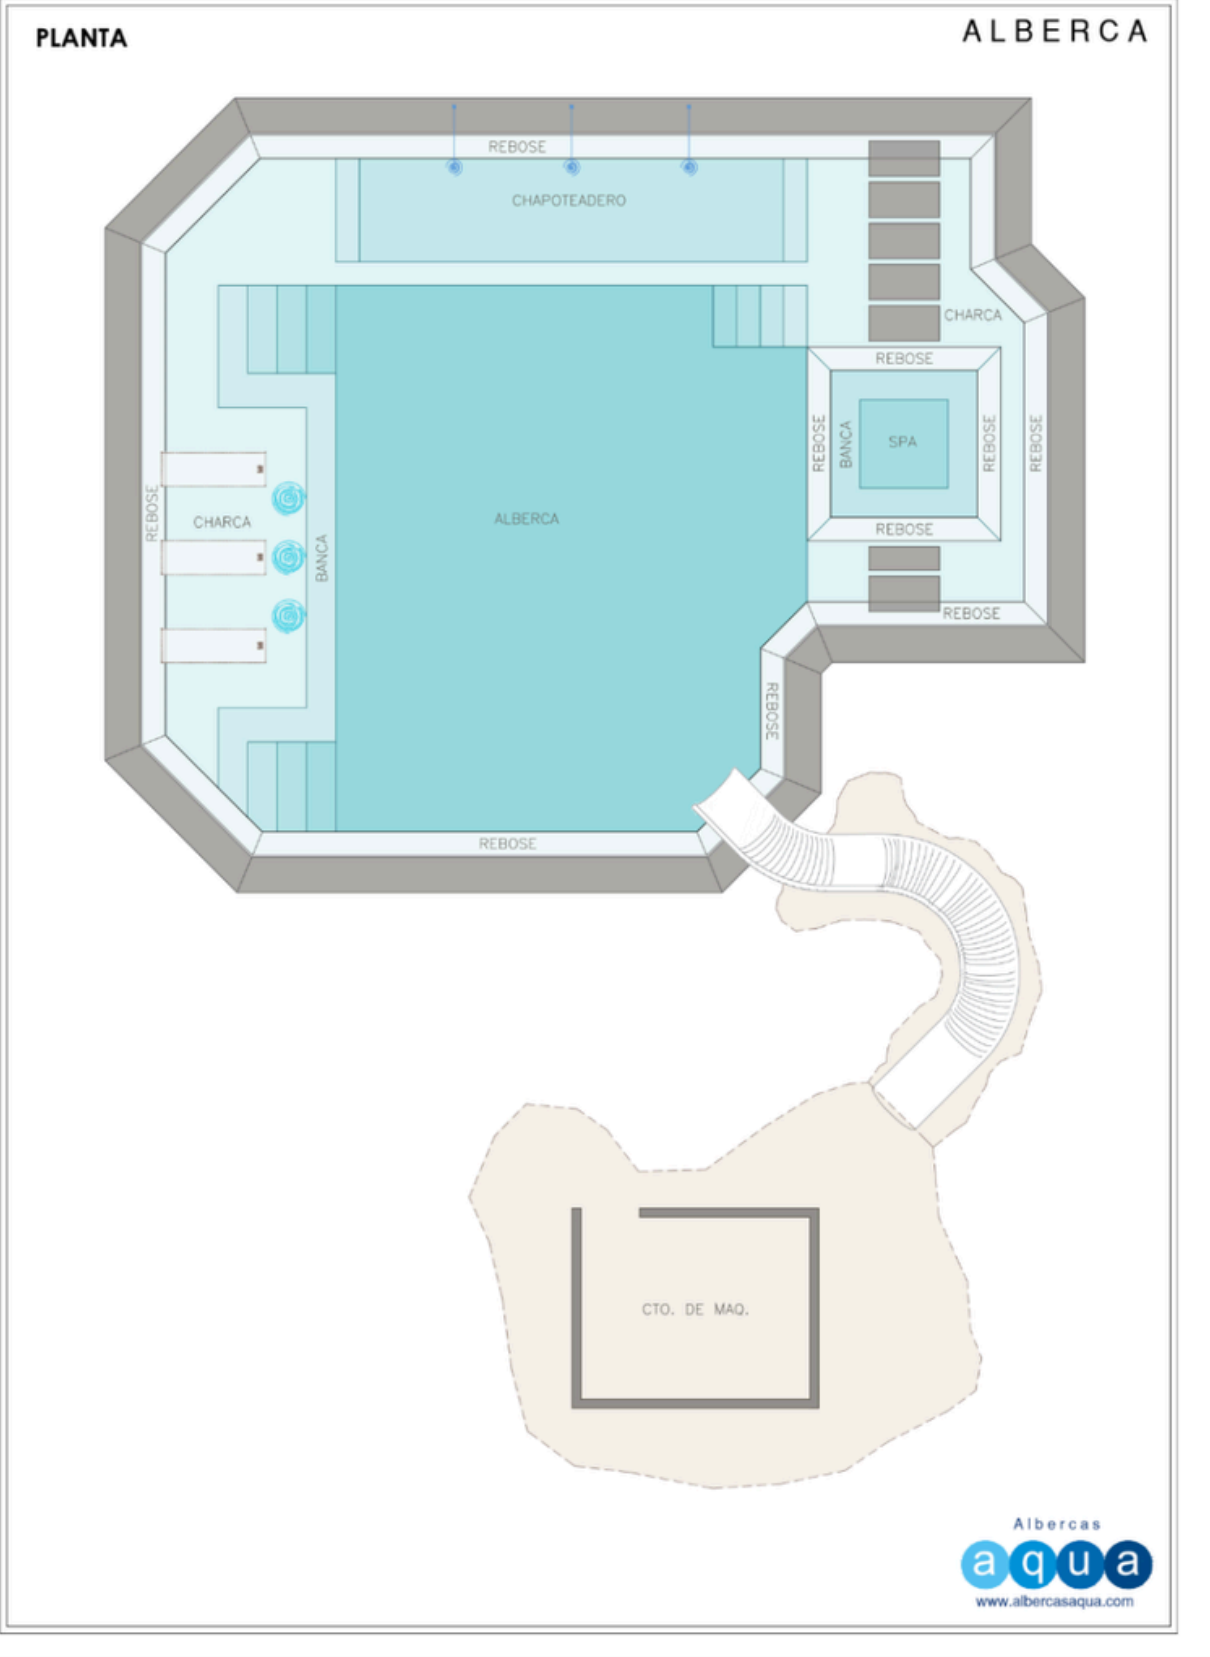 PLANTA
ALBERCA
REBOSE
CHAPOTEADERO
CHARCA
REBOSE
REBOSE
BANCA
SPA
REBOSE
REBOSE
REBOSE
CHARCA
BANCA
ALBERCA
REBOSE
REBOSE
REBOSE
REBOSE
CTO. DE MAQ.
Albercas
aqua
www.albercasaqua.com